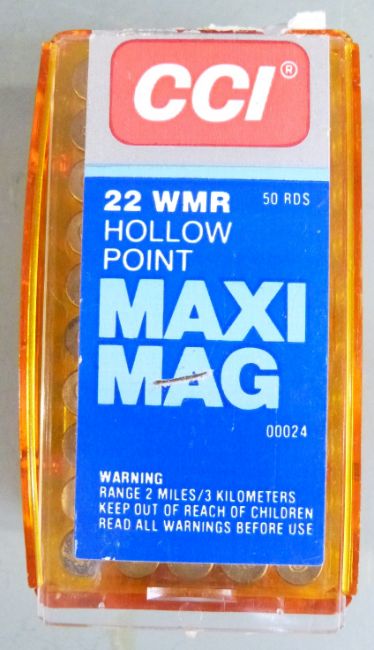 CCI®
22 WMR 50 RDS
HOLLOW
POINT
MAXI
MAG
00024
WARNING
RANGE 2 MILES/3 KILOMETERS
KEEP OUT OF REACH OF CHILDREN
READ ALL WARNINGS BEFORE USE